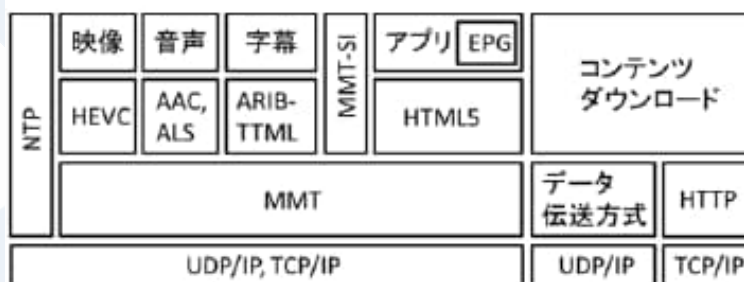 NTP
映像
音声
字幕
MMT-SI
アプリ
EPG
コンテンツ
ダウンロード
HEVC
AAC,
ALS
ARIB-
TTML
HTML5
MMT
データ
伝送方式
HTTP
UDP/IP, TCP/IP
UDP/IP
TCP/IP